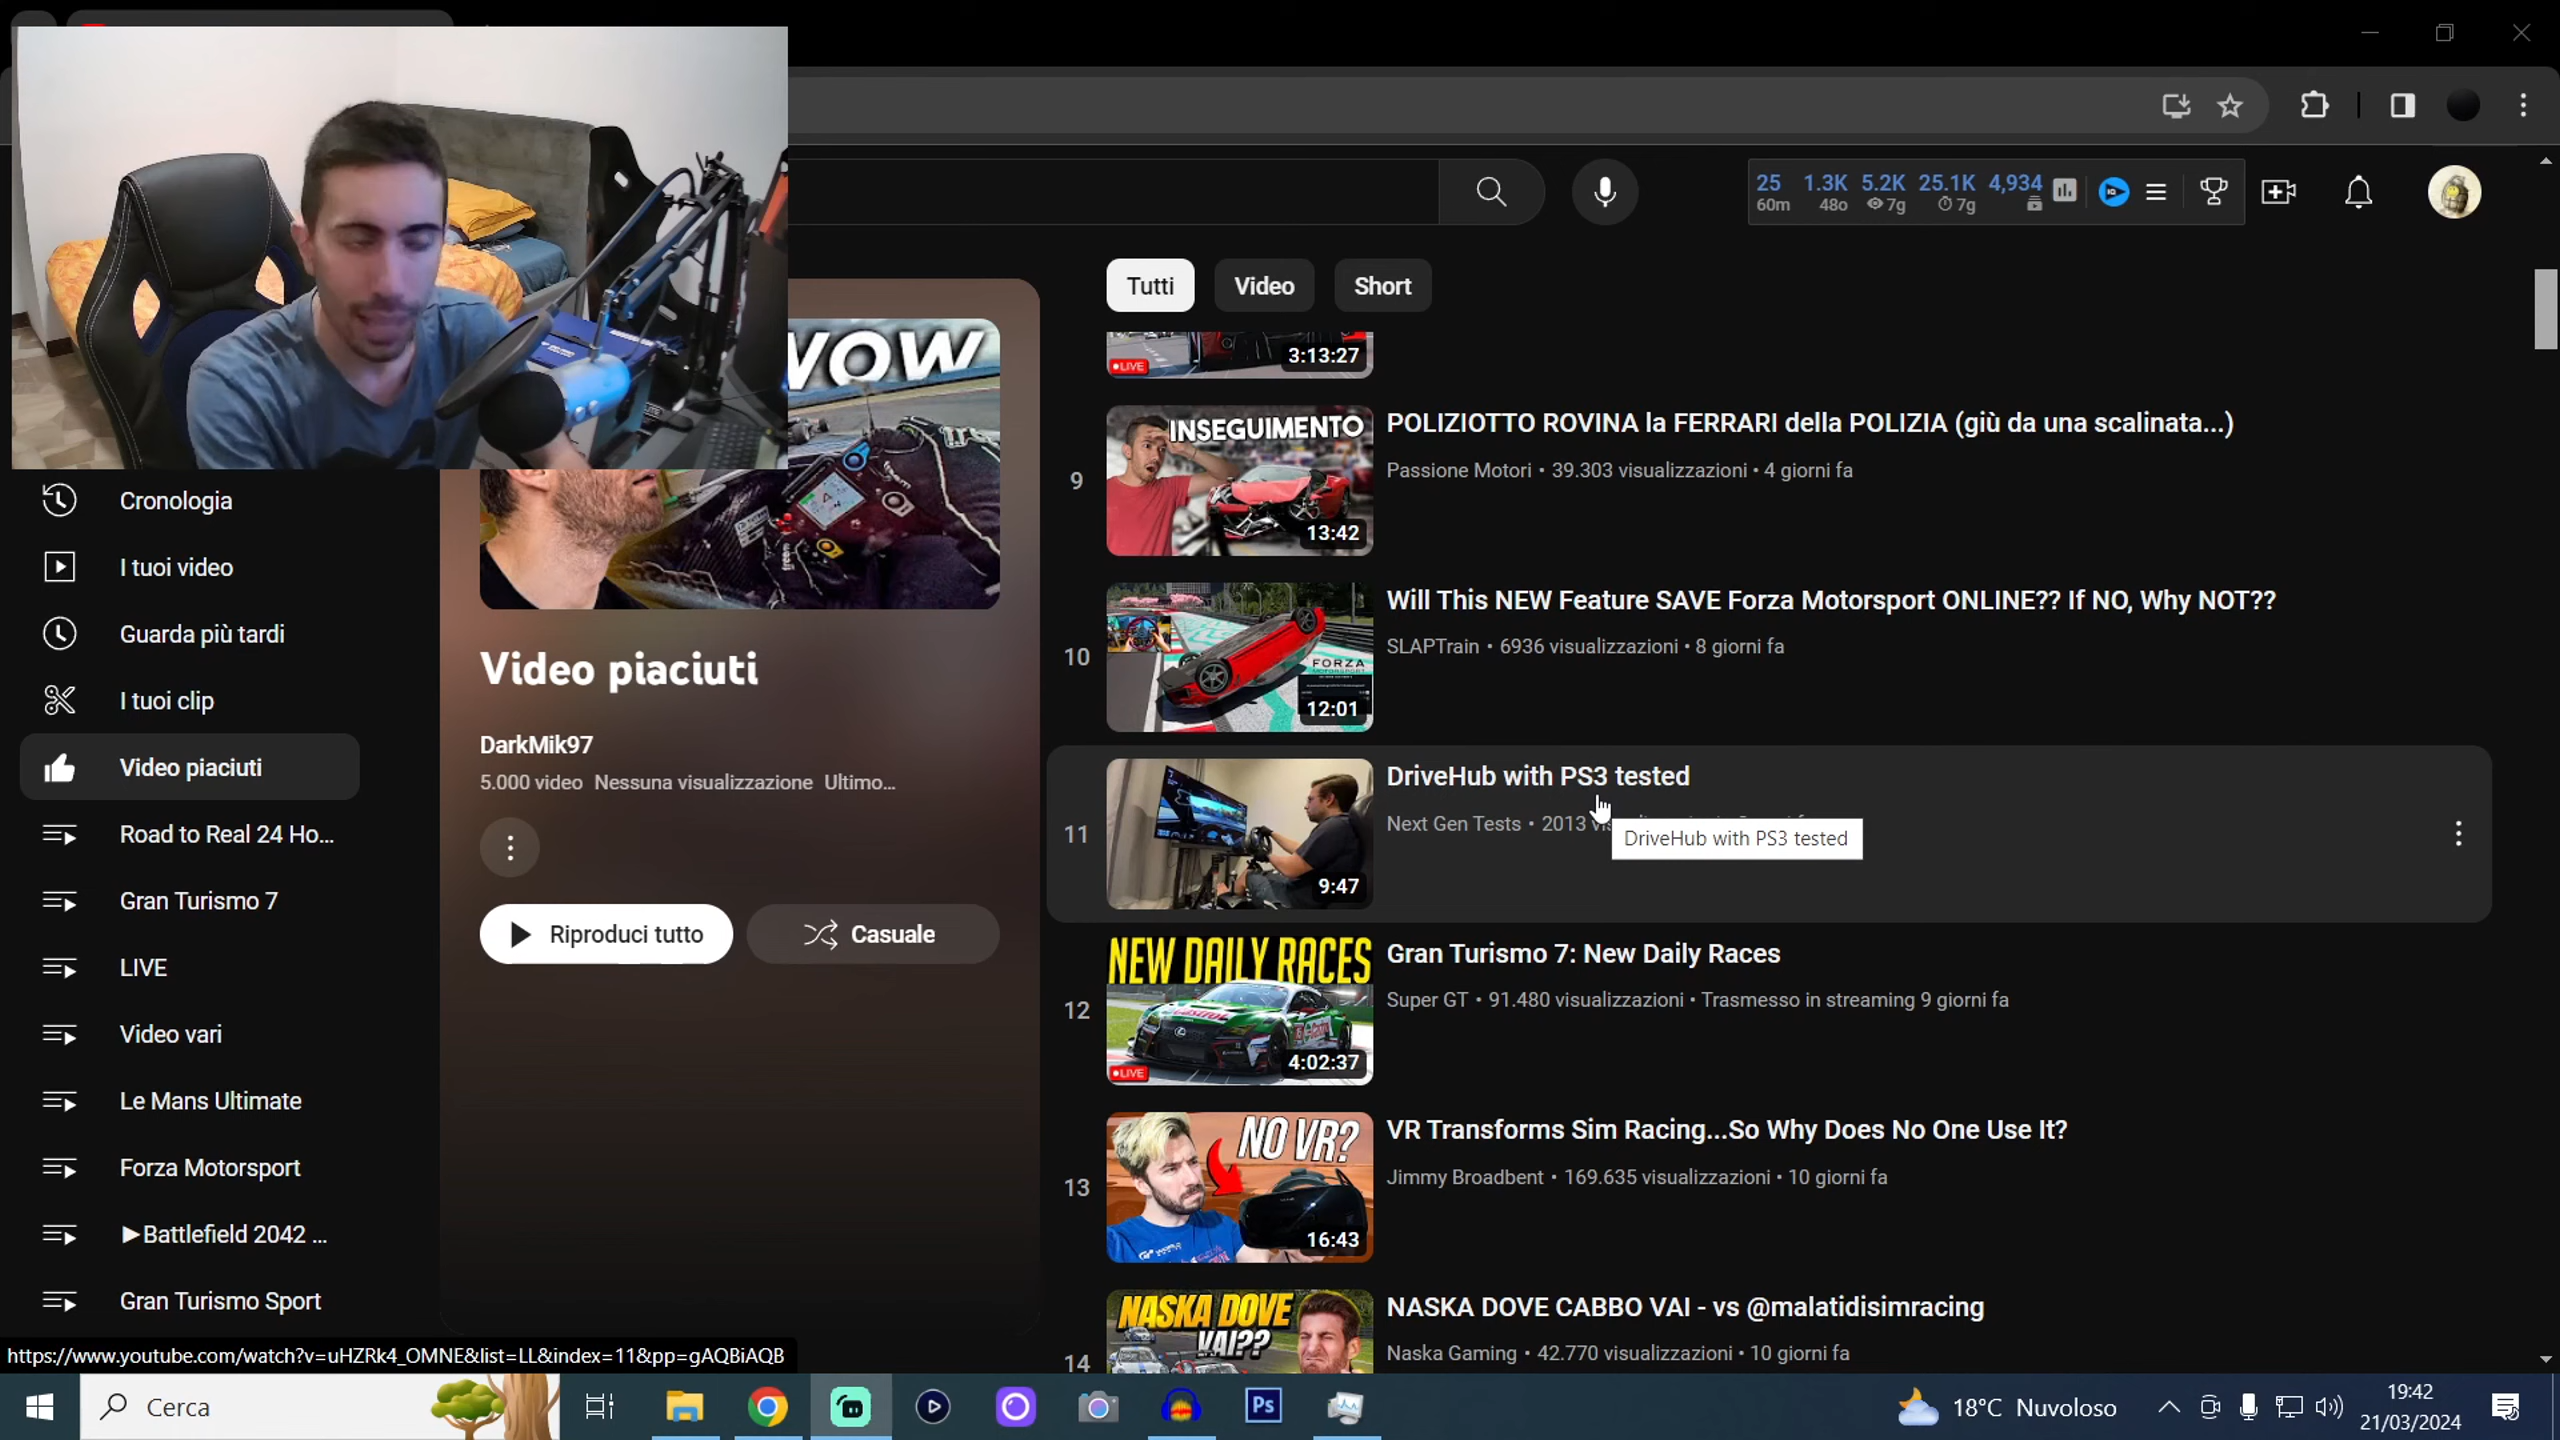 25 1.3K 5.2K 25.1K 4,934
60m 48o 7g 7g
Tutti Video Short
WOW
Cronologia
I tuoi video
Guarda più tardi
I tuoi clip
Video piaciuti
Road to Real 24 Ho...
Gran Turismo 7
LIVE
Video vari
Le Mans Ultimate
Forza Motorsport
▶Battlefield 2042 ...
Gran Turismo Sport
Video piaciuti
DarkMik97
5.000 video Nessuna visualizzazione Ultimo...
Riproduci tutto
Casuale
LIVE
3:13:27
9
INSEGUIMENTO
13:42
POLIZIOTTO ROVINA la FERRARI della POLIZIA (giù da una scalinata...)
Passione Motori • 39.303 visualizzazioni • 4 giorni fa
10
FORZA
12:01
Will This NEW Feature SAVE Forza Motorsport ONLINE?? If NO, Why NOT??
SLAPTrain • 6936 visualizzazioni • 8 giorni fa
11
9:47
DriveHub with PS3 tested
Next Gen Tests • 2013
DriveHub with PS3 tested
12
NEW DAILY RACES
LIVE
4:02:37
Gran Turismo 7: New Daily Races
Super GT • 91.480 visualizzazioni • Trasmesso in streaming 9 giorni fa
13
NO VR?
16:43
VR Transforms Sim Racing...So Why Does No One Use It?
Jimmy Broadbent • 169.635 visualizzazioni • 10 giorni fa
14
NASKA DOVE
VAI??
NASKA DOVE CABBO VAI - vs @malatidisimracing
Naska Gaming • 42.770 visualizzazioni • 10 giorni fa
https://www.youtube.com/watch?v=uHZRk4_OMNE&list=LL&index=11&pp=gAQBiAQB
Cerca
Ps
18°C Nuvoloso
19:42
21/03/2024